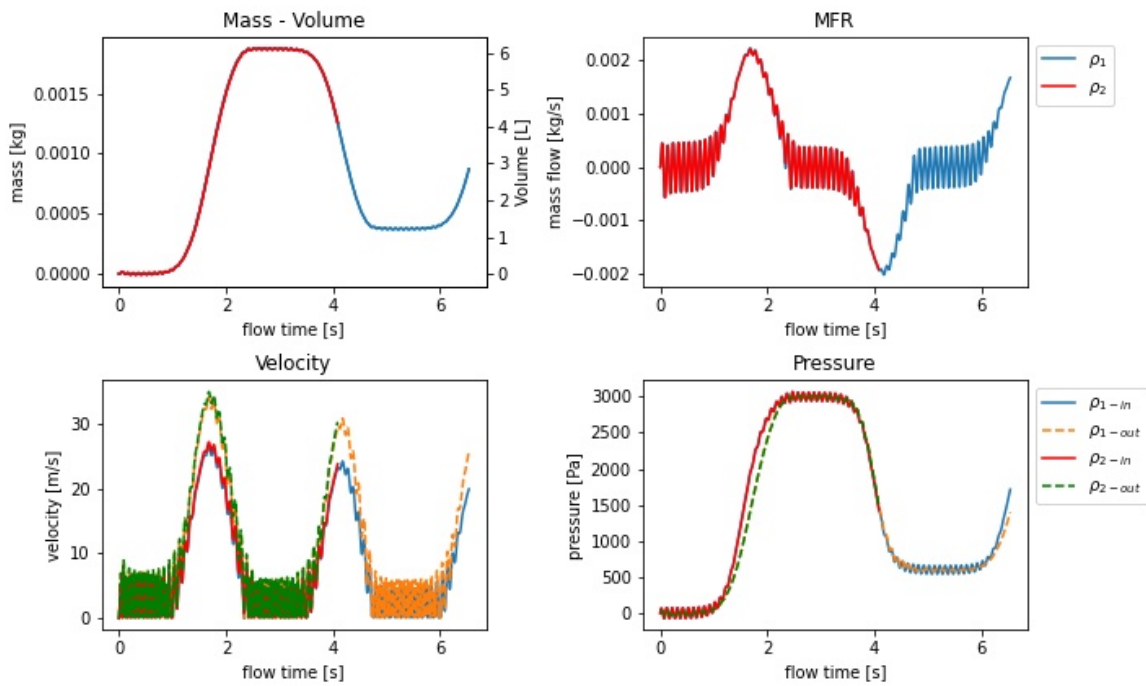 Mass - Volume
mass [kg]
0.0015
0.0010
0.0005
0.0000
6
5
4
3
2
1
0
Volume [L]
0 2 4 6
flow time [s]
MFR
mass flow [kg/s]
0.002
0.001
0.000
−0.001
−0.002
0 2 4 6
flow time [s]
ρ₁
ρ₂
Velocity
velocity [m/s]
30
20
10
0
0 2 4 6
flow time [s]
Pressure
pressure [Pa]
3000
2500
2000
1500
1000
500
0
0 2 4 6
flow time [s]
ρ₁₋in
ρ₁₋out
ρ₂₋in
ρ₂₋out